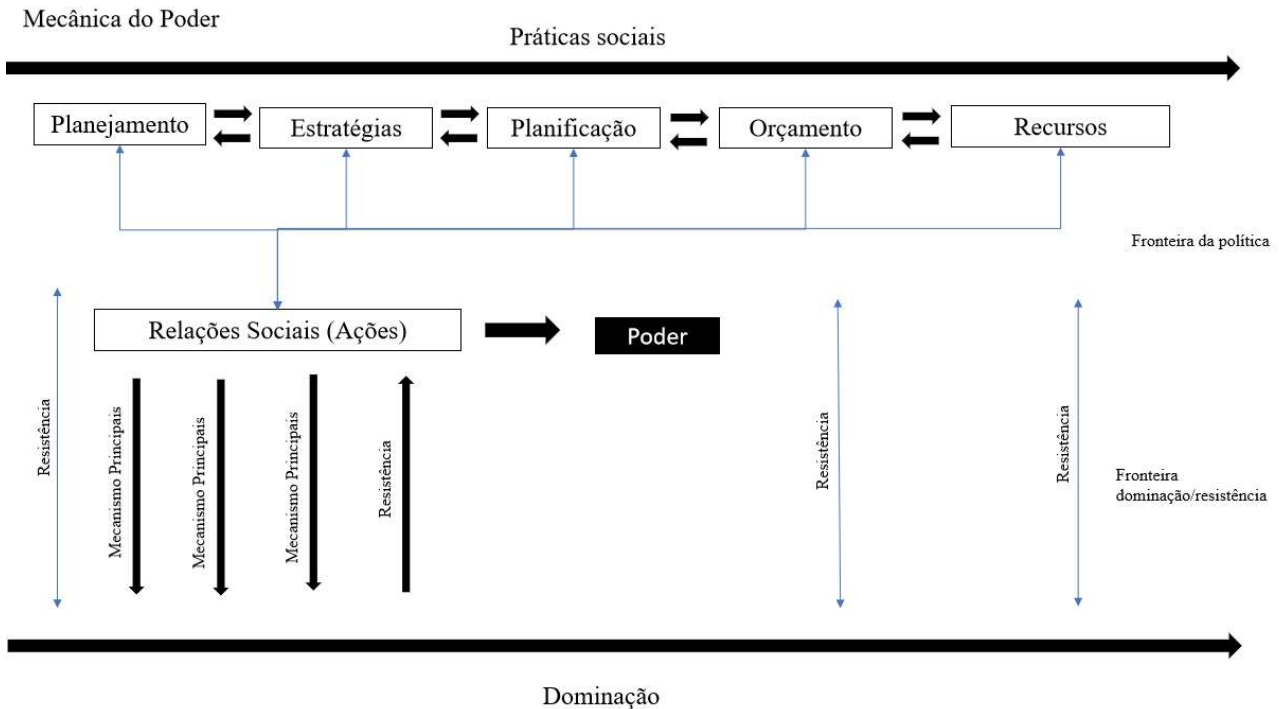 Mecânica do Poder
Práticas sociais
Planejamento
Estratégias
Planificação
Orçamento
Recursos
Fronteira da política
Relações Sociais (Ações)
Poder
Resistência
Mecanismo Principais
Mecanismo Principais
Mecanismo Principais
Resistência
Resistência
Resistência
Fronteira
dominação/resistência
Dominação